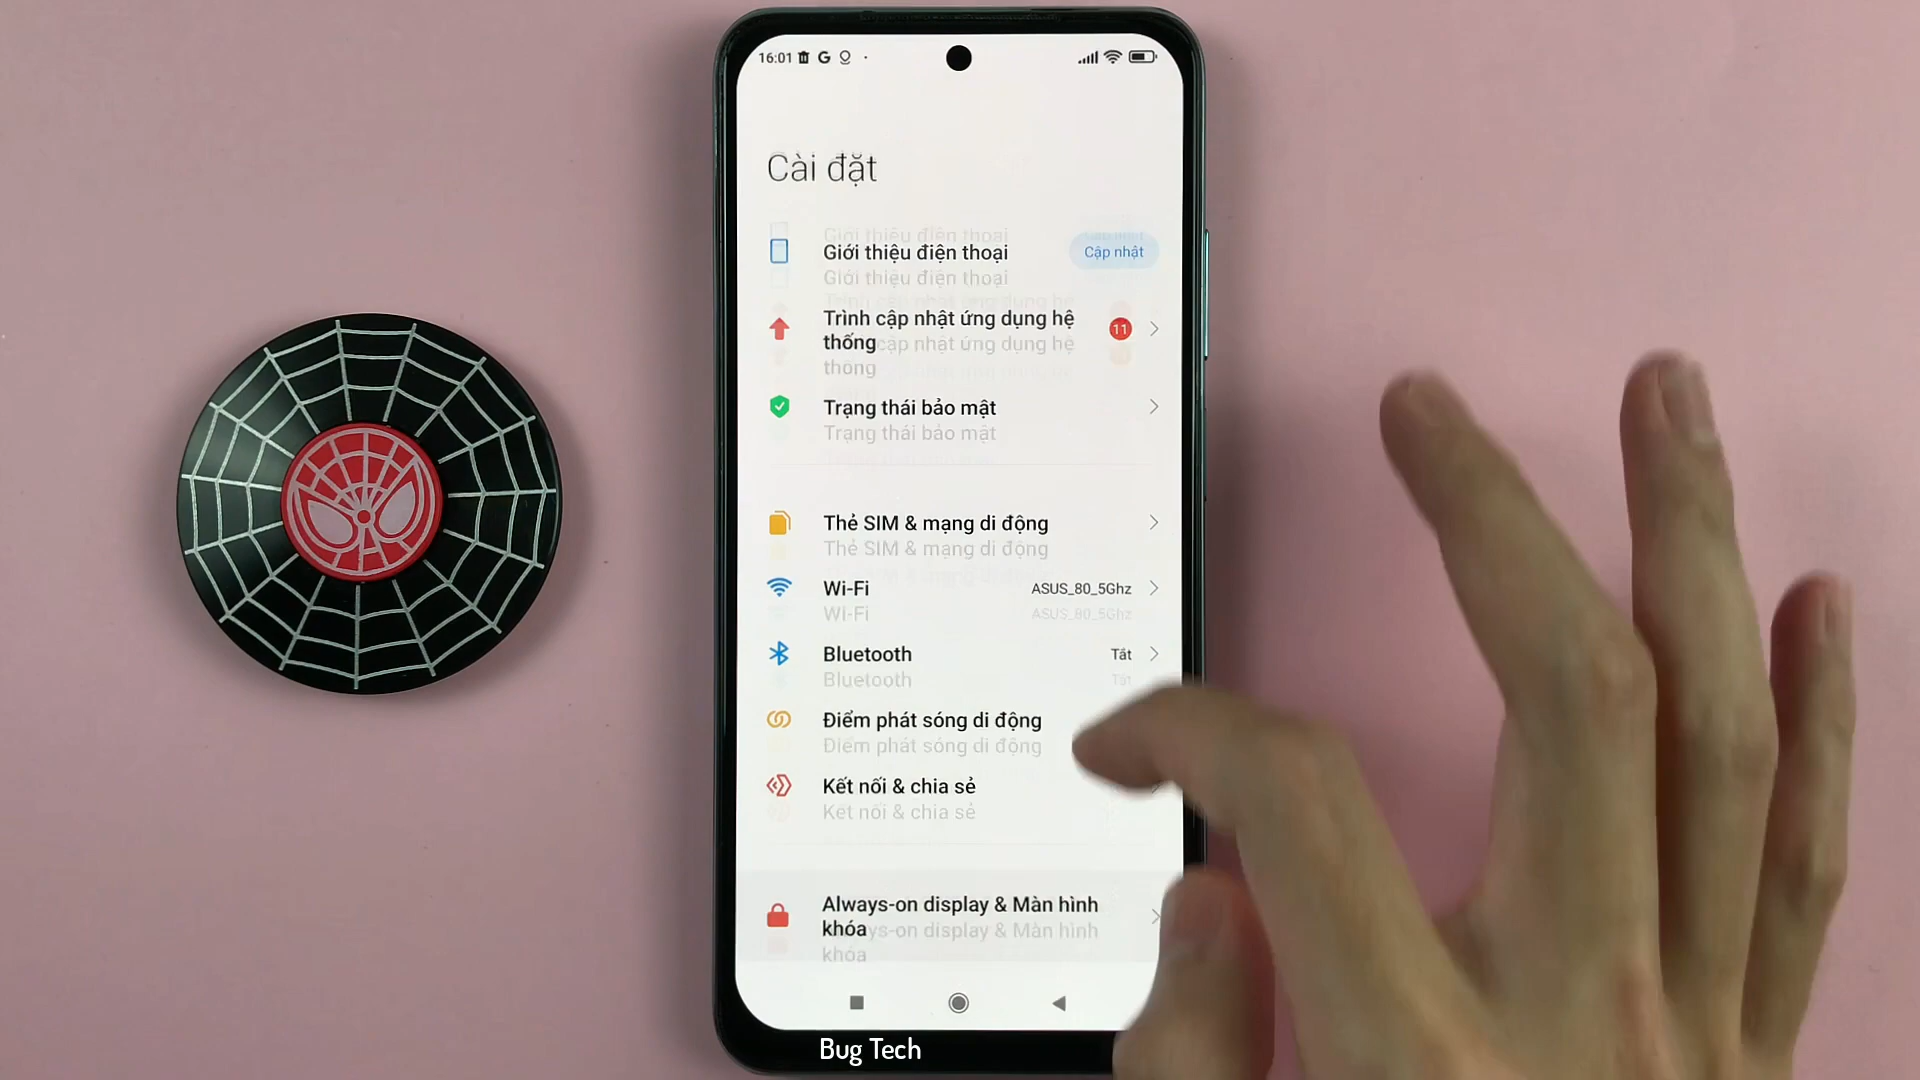 16:01
Cài đặt
Giới thiệu điện thoại
Cập nhật
Trình cập nhật ứng dụng hệ
thống
11
Trạng thái bảo mật
Thẻ SIM & mạng di động
Wi-Fi
ASUS_80_5Ghz
Bluetooth
Tắt
Điểm phát sóng di động
Kết nối & chia sẻ
Always-on display & Màn hình
khóa
Bug Tech